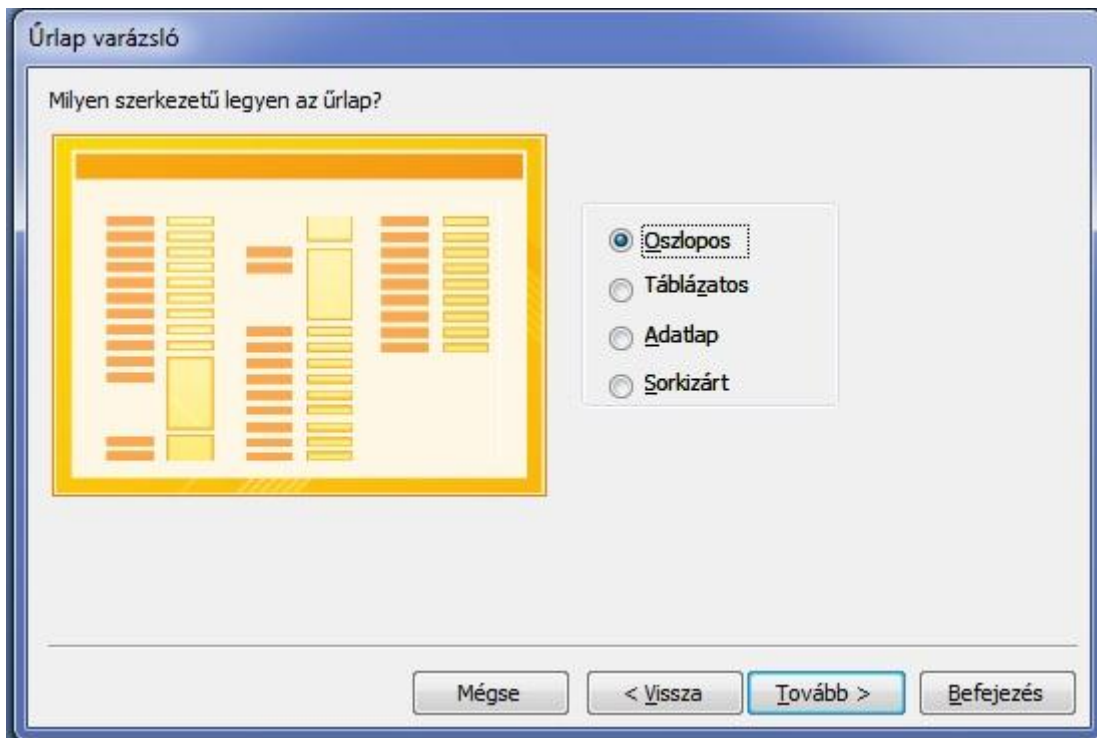 Űrlap varázsló
Milyen szerkezetű legyen az űrlap?
Oszlopos
Táblázatos
Adatlap
Sorkizárt
Mégse
< Vissza
Tovább >
Befejezés